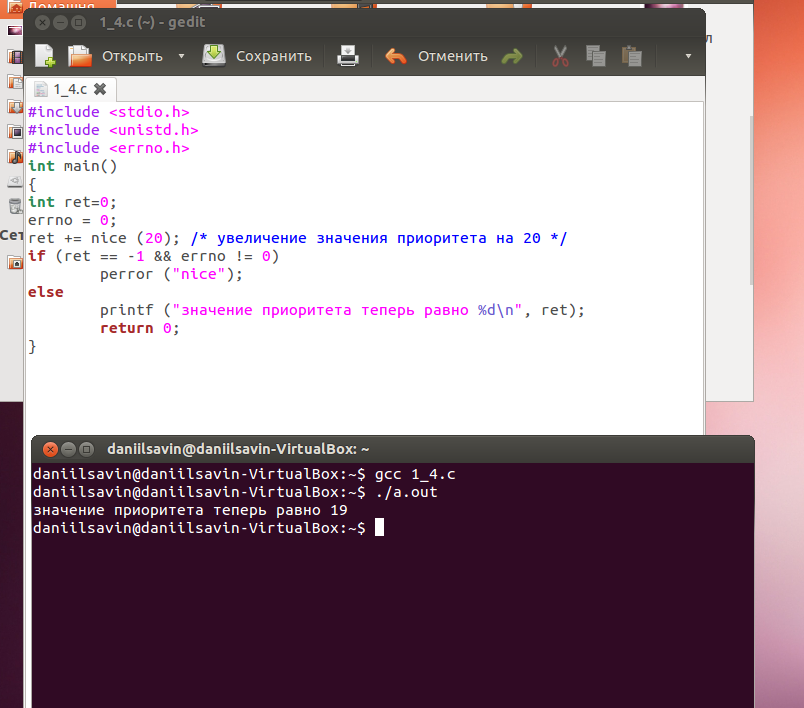 Домашня
1_4.c (~) - gedit
Открыть
Сохранить
Отменить
1_4.c
#include <stdio.h>
#include <unistd.h>
#include <errno.h>
int main()
{
int ret=0;
errno = 0;
ret += nice (20); /* увеличение значения приоритета на 20 */
if (ret == -1 && errno != 0)
perror ("nice");
else
printf ("значение приоритета теперь равно %d\n", ret);
return 0;
}
Сет
daniilsavin@daniilsavin-VirtualBox: ~
daniilsavin@daniilsavin-VirtualBox:~$ gcc 1_4.c
daniilsavin@daniilsavin-VirtualBox:~$ ./a.out
значение приоритета теперь равно 19
daniilsavin@daniilsavin-VirtualBox:~$